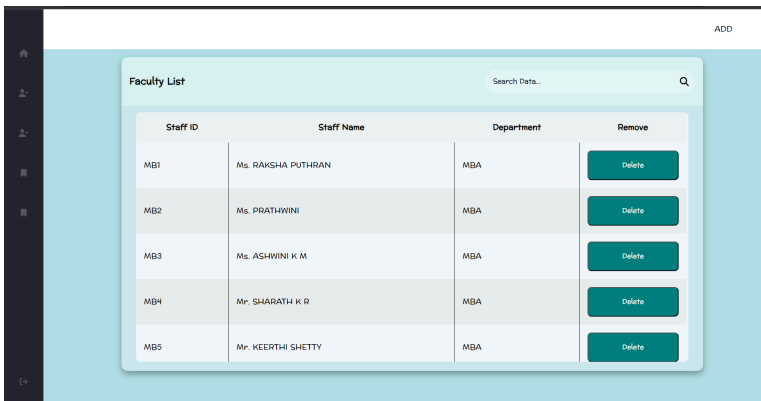 ADD
Faculty List
Search Data...
Staff ID Staff Name Department Remove
MB1 Ms. RAKSHA PUTHRAN MBA Delete
MB2 Ms. PRATHWINI MBA Delete
MB3 Ms. ASHWINI K M MBA Delete
MB4 Mr. SHARATH K R MBA Delete
MB5 Mr. KEERTHI SHETTY MBA Delete